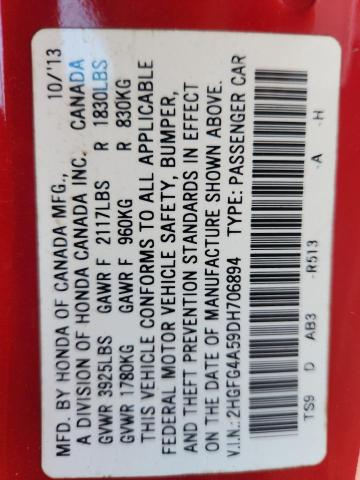 MFD. BY HONDA OF CANADA MFG., 10/'13
A DIVISION OF HONDA CANADA INC. CANADA
GVWR 3925LBS GAWR F 2117LBS R 1830LBS
GVWR 1780KG GAWR F 960KG R 830KG
THIS VEHICLE CONFORMS TO ALL APPLICABLE
FEDERAL MOTOR VEHICLE SAFETY, BUMPER,
AND THEFT PREVENTION STANDARDS IN EFFECT
ON THE DATE OF MANUFACTURE SHOWN ABOVE.
V.I.N.: 2HGFG4A59DH706894 TYPE: PASSENGER CAR
TS9 D AB3 -R513 -A -H